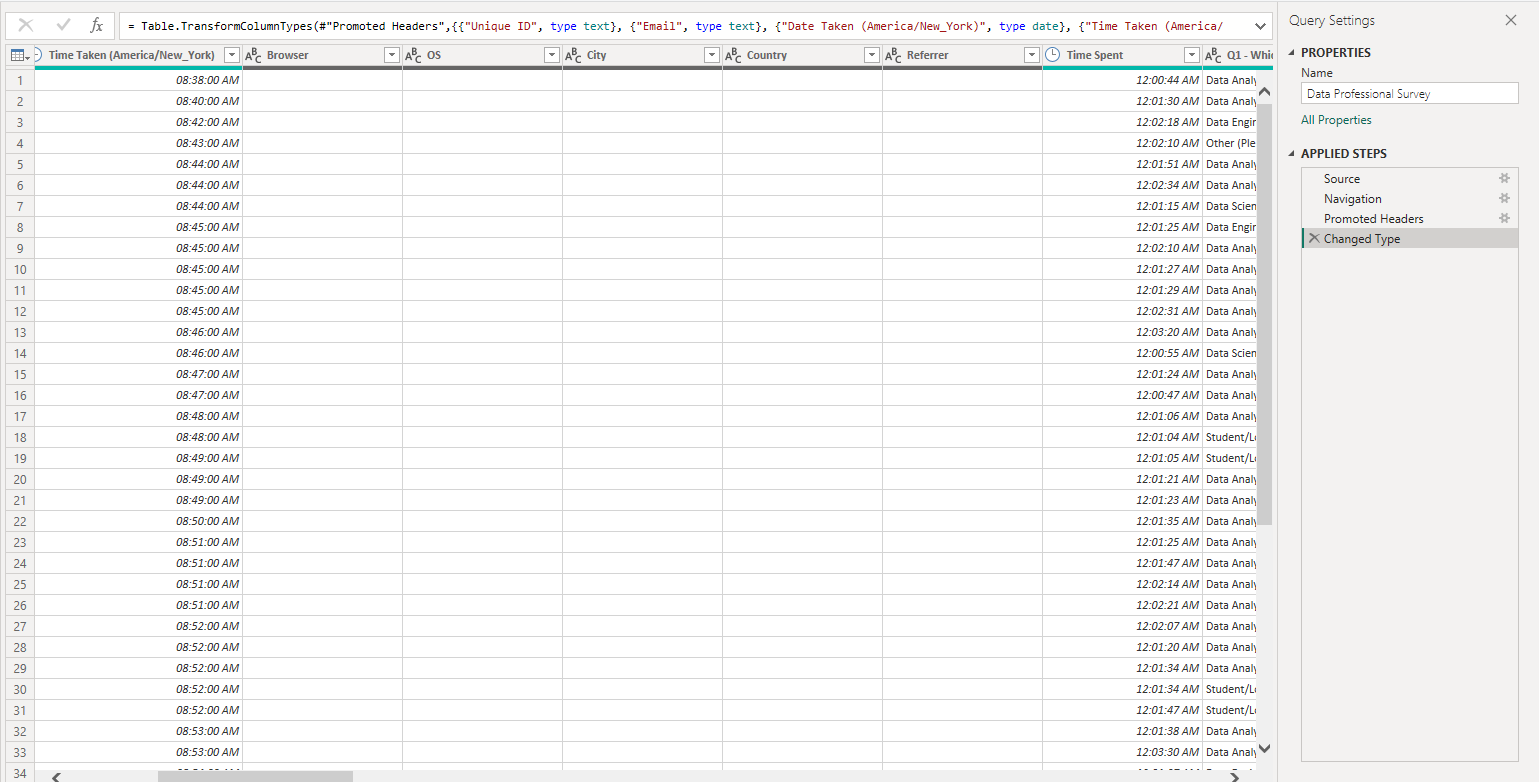 = Table.TransformColumnTypes(#"Promoted Headers",{{"Unique ID", type text}, {"Email", type text}, {"Date Taken (America/New_York)", type date}, {"Time Taken (America/
Time Taken (America/New_York) ABC Browser ABC OS ABC City ABC Country ABC Referrer Time Spent ABC Q1 - Whic
1 08:38:00 AM 12:00:44 AM Data Analy
2 08:40:00 AM 12:01:30 AM Data Analy
3 08:42:00 AM 12:02:18 AM Data Engir
4 08:43:00 AM 12:02:10 AM Other (Ple
5 08:44:00 AM 12:01:51 AM Data Analy
6 08:44:00 AM 12:02:34 AM Data Analy
7 08:44:00 AM 12:01:15 AM Data Scien
8 08:45:00 AM 12:01:25 AM Data Engir
9 08:45:00 AM 12:02:10 AM Data Analy
10 08:45:00 AM 12:01:27 AM Data Analy
11 08:45:00 AM 12:01:29 AM Data Analy
12 08:45:00 AM 12:02:31 AM Data Analy
13 08:46:00 AM 12:03:20 AM Data Analy
14 08:46:00 AM 12:00:55 AM Data Scien
15 08:47:00 AM 12:01:24 AM Data Analy
16 08:47:00 AM 12:00:47 AM Data Analy
17 08:48:00 AM 12:01:06 AM Data Analy
18 08:48:00 AM 12:01:04 AM Student/Lo
19 08:49:00 AM 12:01:05 AM Student/Lo
20 08:49:00 AM 12:01:21 AM Data Analy
21 08:49:00 AM 12:01:23 AM Data Analy
22 08:50:00 AM 12:01:35 AM Data Analy
23 08:51:00 AM 12:01:25 AM Data Analy
24 08:51:00 AM 12:01:47 AM Data Analy
25 08:51:00 AM 12:02:14 AM Data Analy
26 08:51:00 AM 12:02:21 AM Data Analy
27 08:52:00 AM 12:02:07 AM Data Analy
28 08:52:00 AM 12:01:20 AM Data Analy
29 08:52:00 AM 12:01:34 AM Data Analy
30 08:52:00 AM 12:01:34 AM Student/Lo
31 08:52:00 AM 12:01:47 AM Student/Lo
32 08:53:00 AM 12:01:38 AM Data Analy
33 08:53:00 AM 12:03:30 AM Data Analy
34
Query Settings
PROPERTIES
Name
Data Professional Survey
All Properties
APPLIED STEPS
Source
Navigation
Promoted Headers
Changed Type